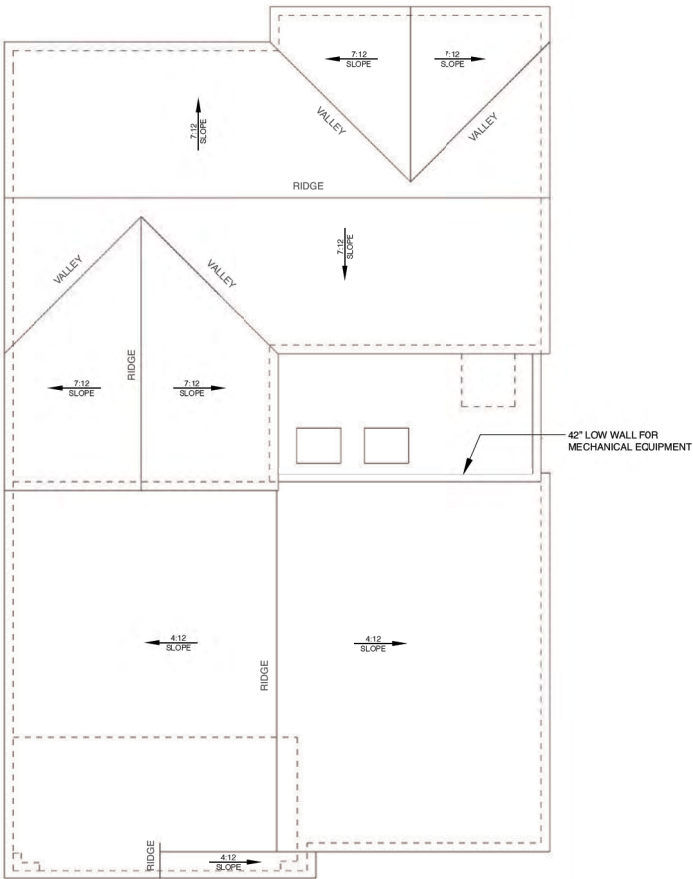 7:12
SLOPE
7:12
SLOPE
7:12
SLOPE
VALLEY
VALLEY
RIDGE
7:12
SLOPE
VALLEY
VALLEY
RIDGE
7:12
SLOPE
7:12
SLOPE
42" LOW WALL FOR
MECHANICAL EQUIPMENT
4:12
SLOPE
4:12
SLOPE
RIDGE
RIDGE
4:12
SLOPE